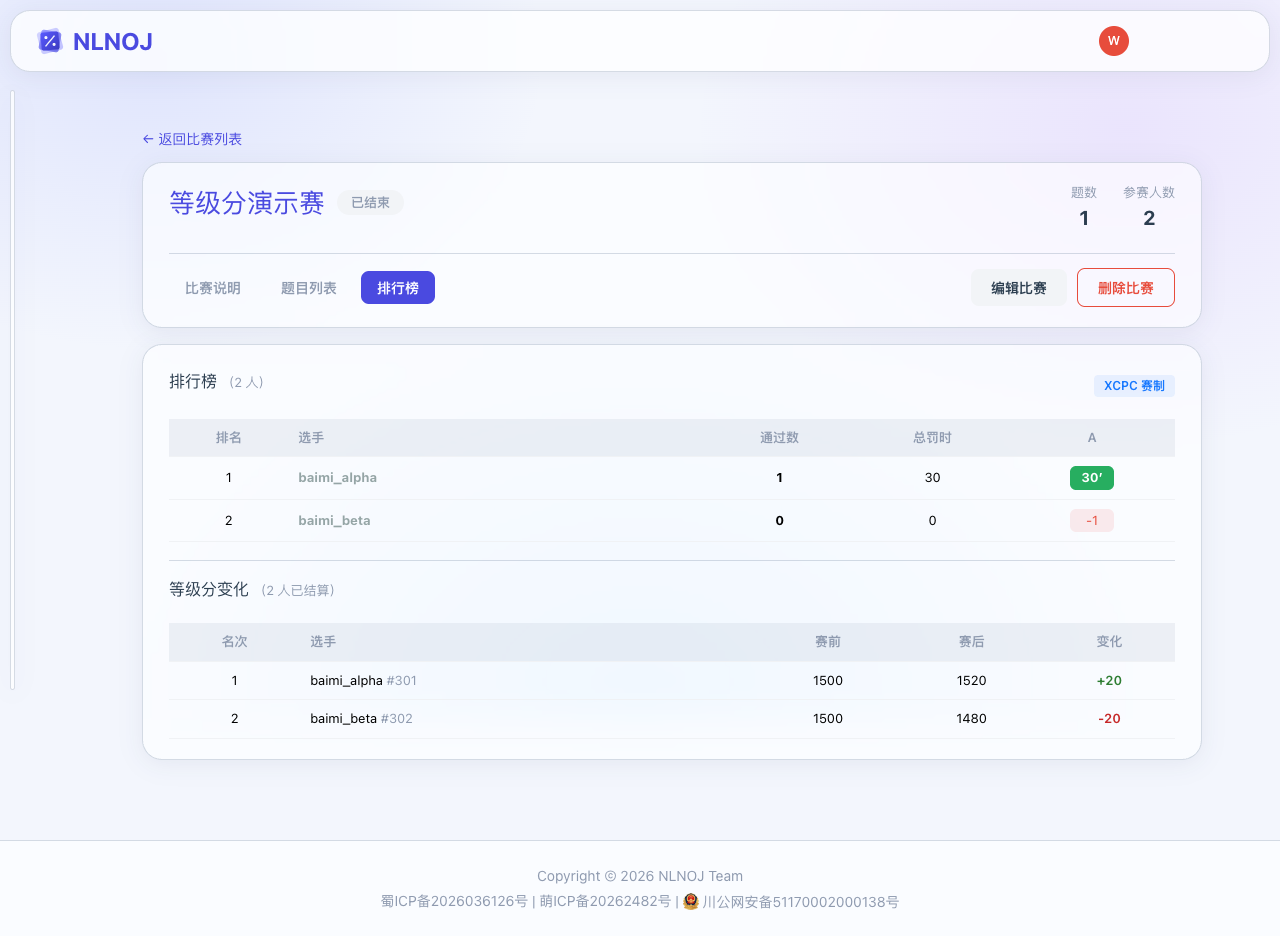 NLNOJ
W
← 返回比赛列表
等级分演示赛 已结束
题数 参赛人数
1 2
比赛说明 题目列表 排行榜 编辑比赛 删除比赛
排行榜 (2 人) XCPC 赛制
排名 选手 通过数 总罚时 A
1 baimi_alpha 1 30 30′
2 baimi_beta 0 0 -1
等级分变化 (2 人已结算)
名次 选手 赛前 赛后 变化
1 baimi_alpha #301 1500 1520 +20
2 baimi_beta #302 1500 1480 -20
Copyright © 2026 NLNOJ Team
蜀ICP备2026036126号 | 萌ICP备20262482号 | 川公网安备51170002000138号